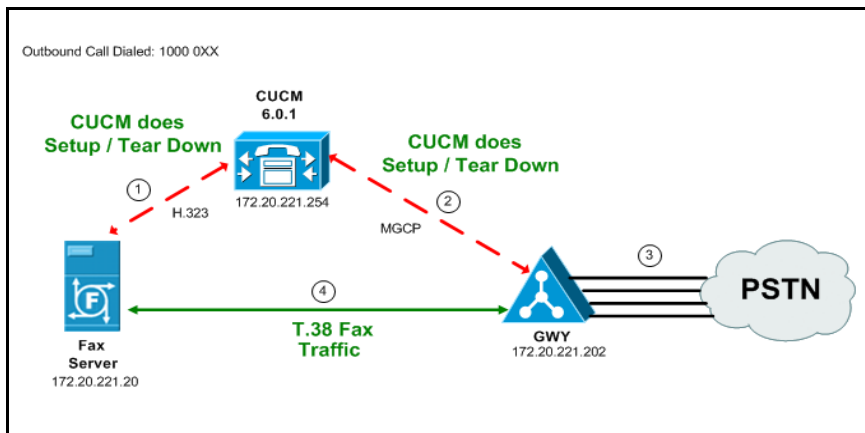 Outbound Call Dialed: 1000 0XX
CUCM
6.0.1
CUCM does
Setup / Tear Down
CUCM does
Setup / Tear Down
1
H.323
172.20.221.254
2
MGCP
3
PSTN
F
4
T.38 Fax
Traffic
Fax
Server
172.20.221.20
GWY
172.20.221.202